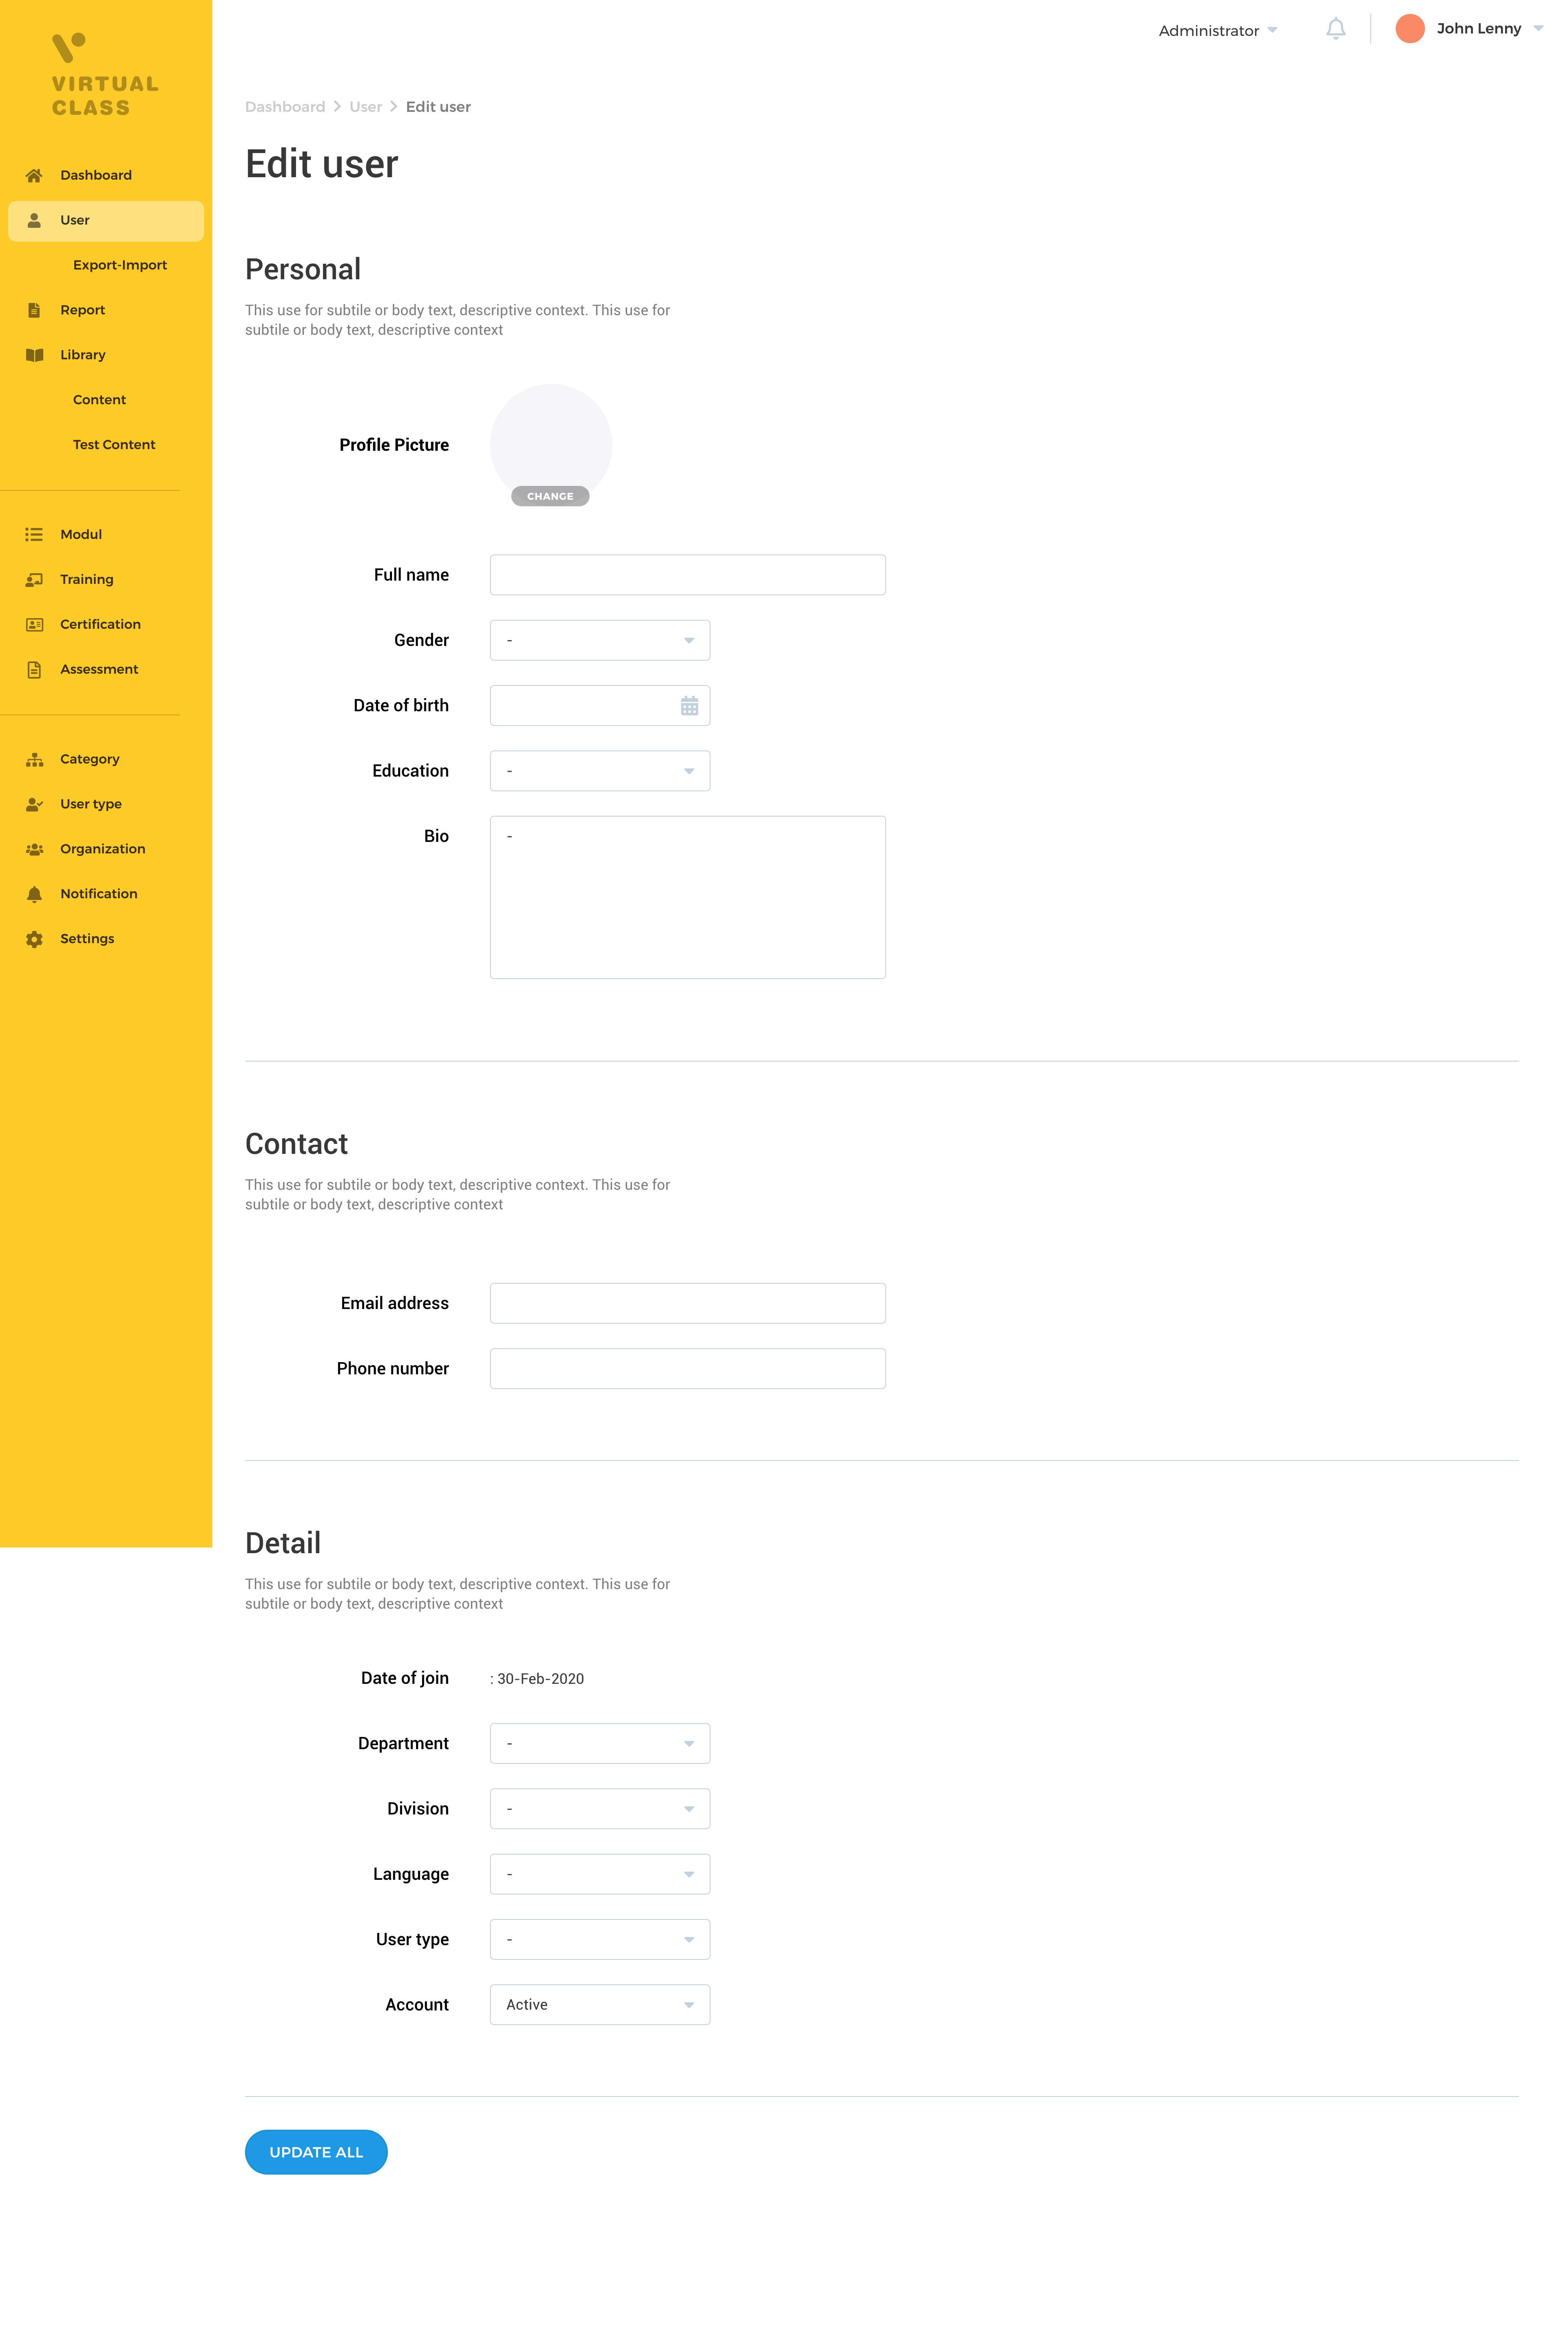 VIRTUAL
CLASS
Dashboard
User
Export-Import
Report
Library
Content
Test Content
Modul
Training
Certification
Assessment
Category
User type
Organization
Notification
Settings
Administrator
John Lenny
Dashboard > User > Edit user
Edit user
Personal
This use for subtile or body text, descriptive context. This use for
subtile or body text, descriptive context
Profile Picture
CHANGE
Full name
Gender -
Date of birth
Education -
Bio -
Contact
This use for subtile or body text, descriptive context. This use for
subtile or body text, descriptive context
Email address
Phone number
Detail
This use for subtile or body text, descriptive context. This use for
subtile or body text, descriptive context
Date of join : 30-Feb-2020
Department -
Division -
Language -
User type -
Account Active
UPDATE ALL